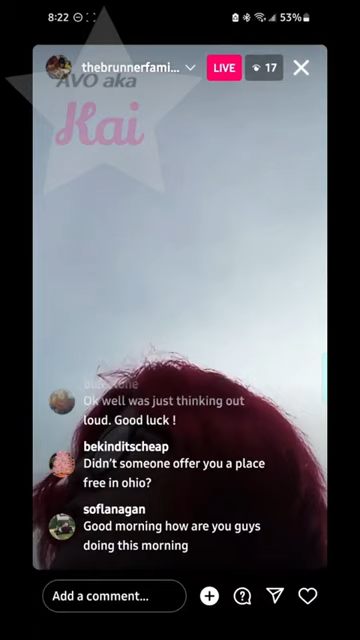 8:22
53%
AVO aka
Kai
thebrunnerfami...
LIVE
17
Ok well was just thinking out
loud. Good luck !
bekinditscheap
Didn't someone offer you a place
free in ohio?
soflanagan
Good morning how are you guys
doing this morning
Add a comment...